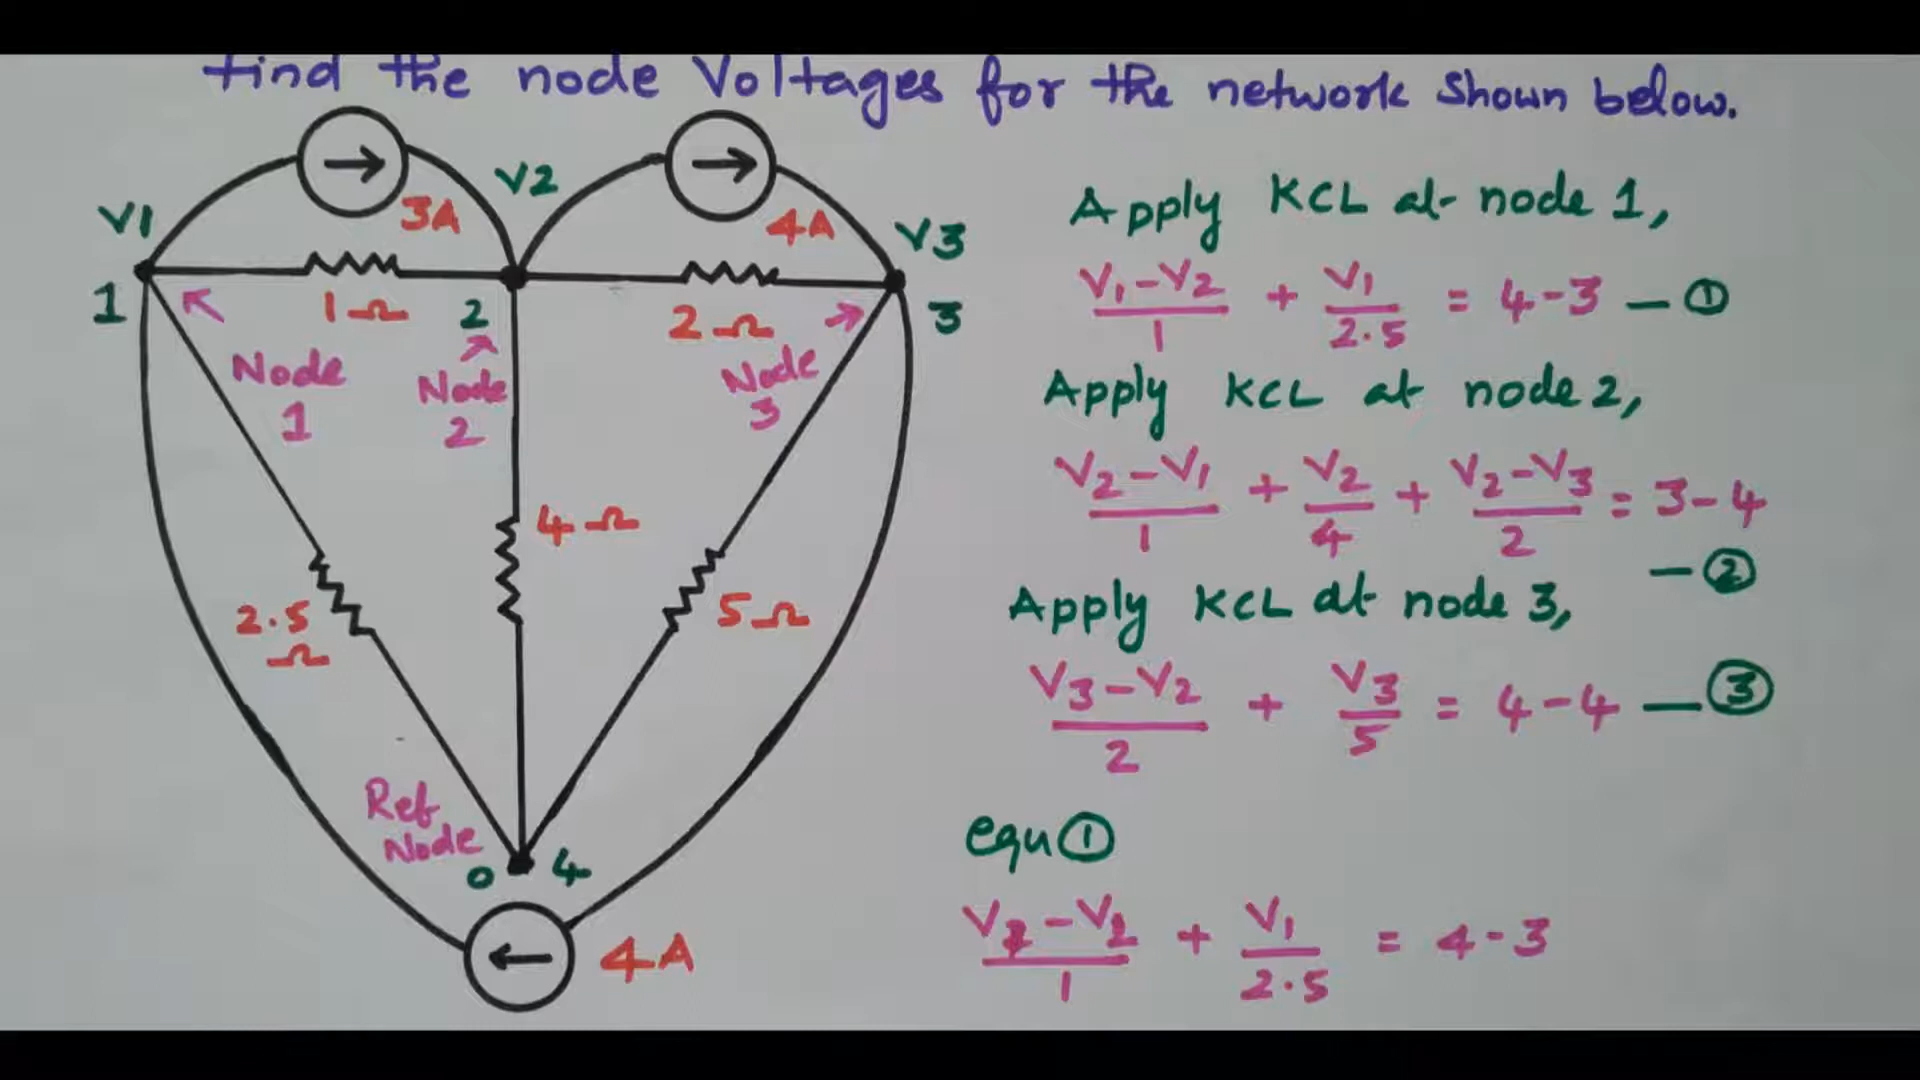 find the node Voltages for the network shown below.
V1
3A
V2
4A
V3
1
1Ω
2
2Ω
3
Node 1
Node 2
Node 3
4Ω
2.5 Ω
5Ω
Ref Node
0
4
4A
Apply KCL at node 1,
(V1-V2)/1 + V1/2.5 = 4-3 — ①
Apply KCL at node 2,
(V2-V1)/1 + V2/4 + (V2-V3)/2 = 3-4
— ②
Apply KCL at node 3,
(V3-V2)/2 + V3/5 = 4-4 — ③
equ ①
+ V1/2.5 = 4-3